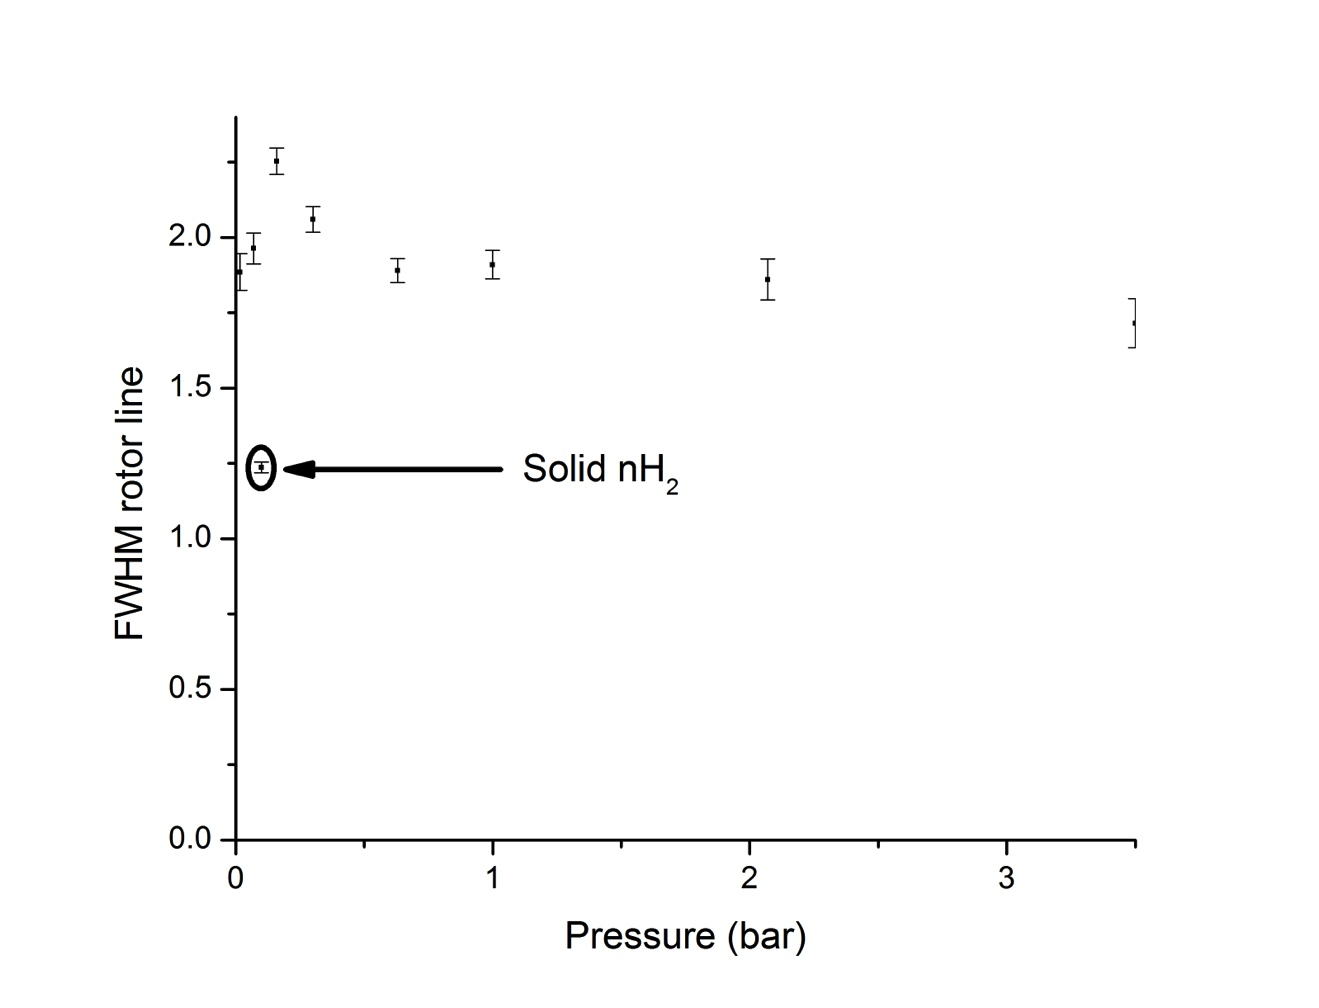 2.0
1.5
1.0
0.5
0.0
FWHM rotor line
Solid nH₂
0 1 2 3
Pressure (bar)